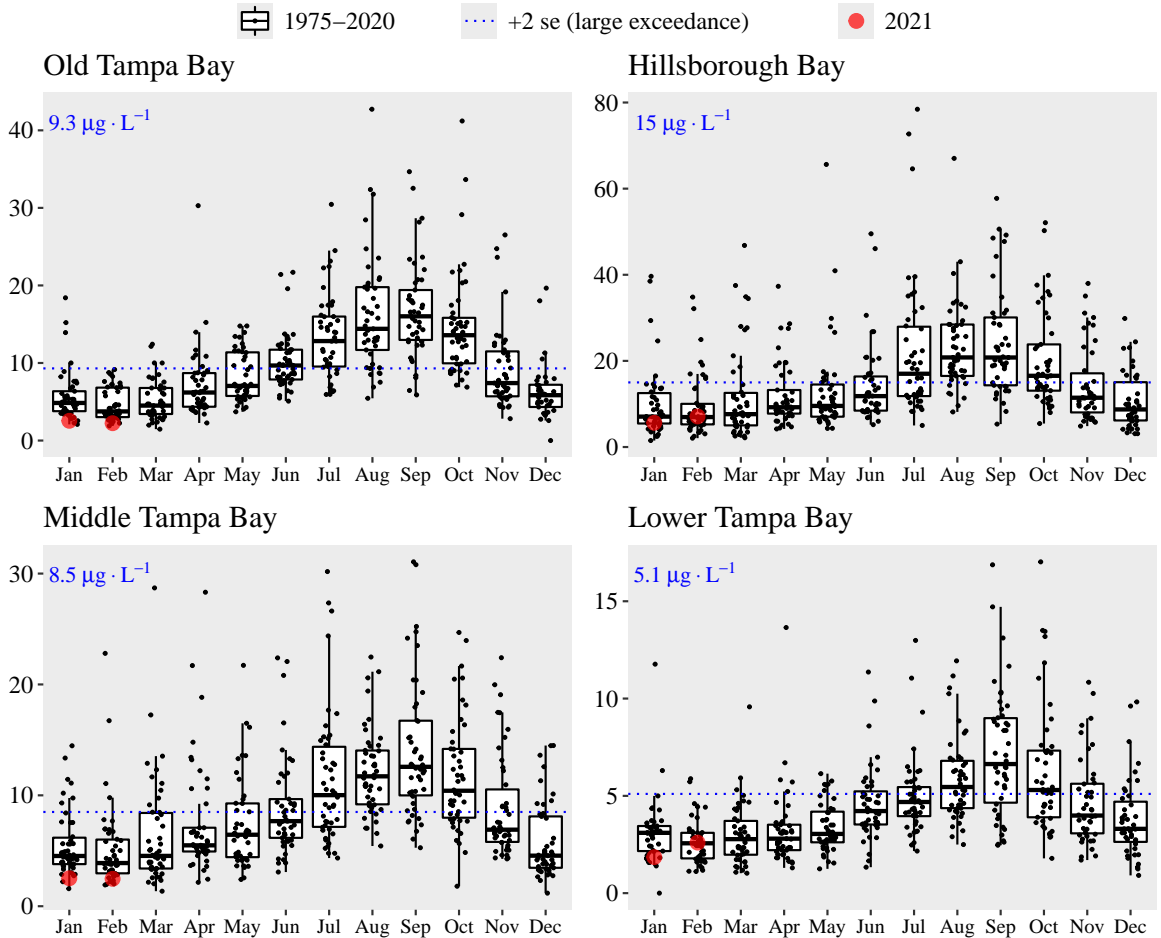 1975−2020 +2 se (large exceedance) 2021
Old Tampa Bay
9.3 μg · L⁻¹
40
30
20
10
0
Jan Feb Mar Apr May Jun Jul Aug Sep Oct Nov Dec
Hillsborough Bay
15 μg · L⁻¹
80
60
40
20
0
Jan Feb Mar Apr May Jun Jul Aug Sep Oct Nov Dec
Middle Tampa Bay
8.5 μg · L⁻¹
30
20
10
0
Jan Feb Mar Apr May Jun Jul Aug Sep Oct Nov Dec
Lower Tampa Bay
5.1 μg · L⁻¹
15
10
5
0
Jan Feb Mar Apr May Jun Jul Aug Sep Oct Nov Dec